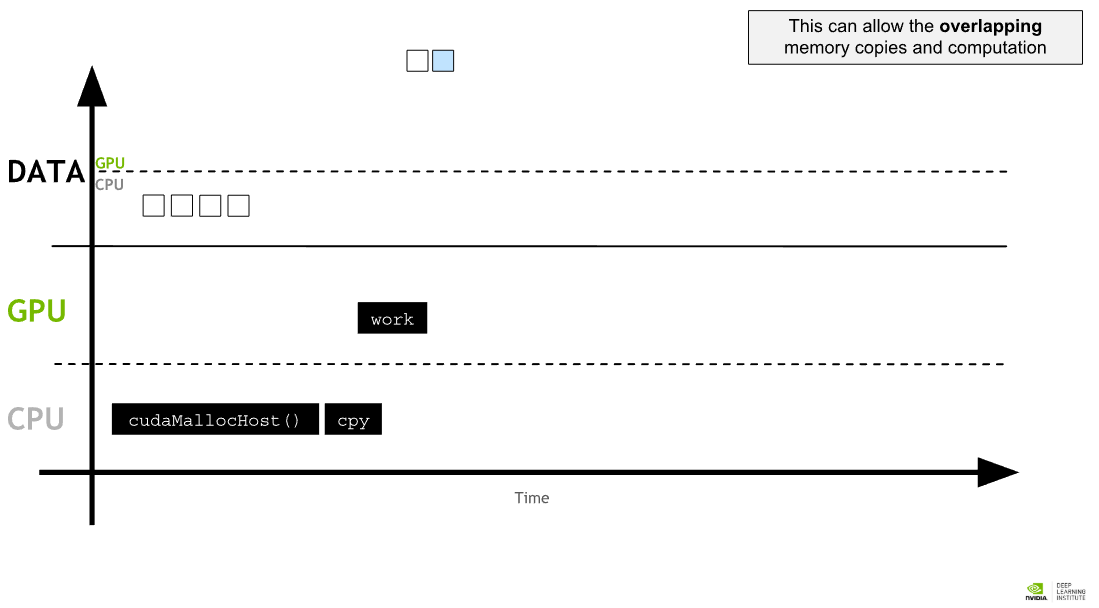 This can allow the overlapping
memory copies and computation
DATA
GPU
CPU
GPU
work
CPU
cudaMallocHost()
cpy
Time
NVIDIA
DEEP
LEARNING
INSTITUTE